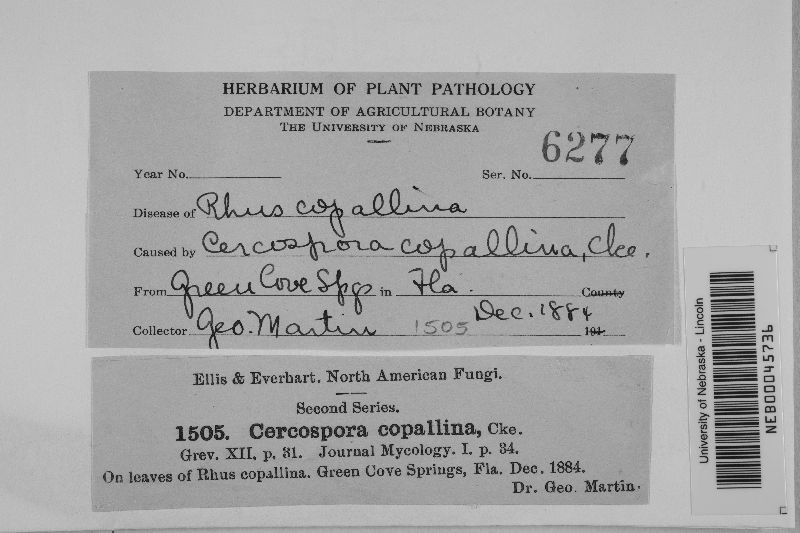 HERBARIUM OF PLANT PATHOLOGY
DEPARTMENT OF AGRICULTURAL BOTANY
THE UNIVERSITY OF NEBRASKA
6277
Year No. Ser. No.
Disease of Rhus copallina
Caused by Cercospora copallina, Cke.
From Green Cove Spgs in Fla. County
Collector Geo. Martin 1505 Dec. 1884 191
Ellis & Everhart. North American Fungi.
Second Series.
1505. Cercospora copallina, Cke.
Grev. XII, p. 31. Journal Mycology. I. p. 34.
On leaves of Rhus copallina. Green Cove Springs, Fla. Dec. 1884.
Dr. Geo. Martin.
University of Nebraska - Lincoln
NEB00045736